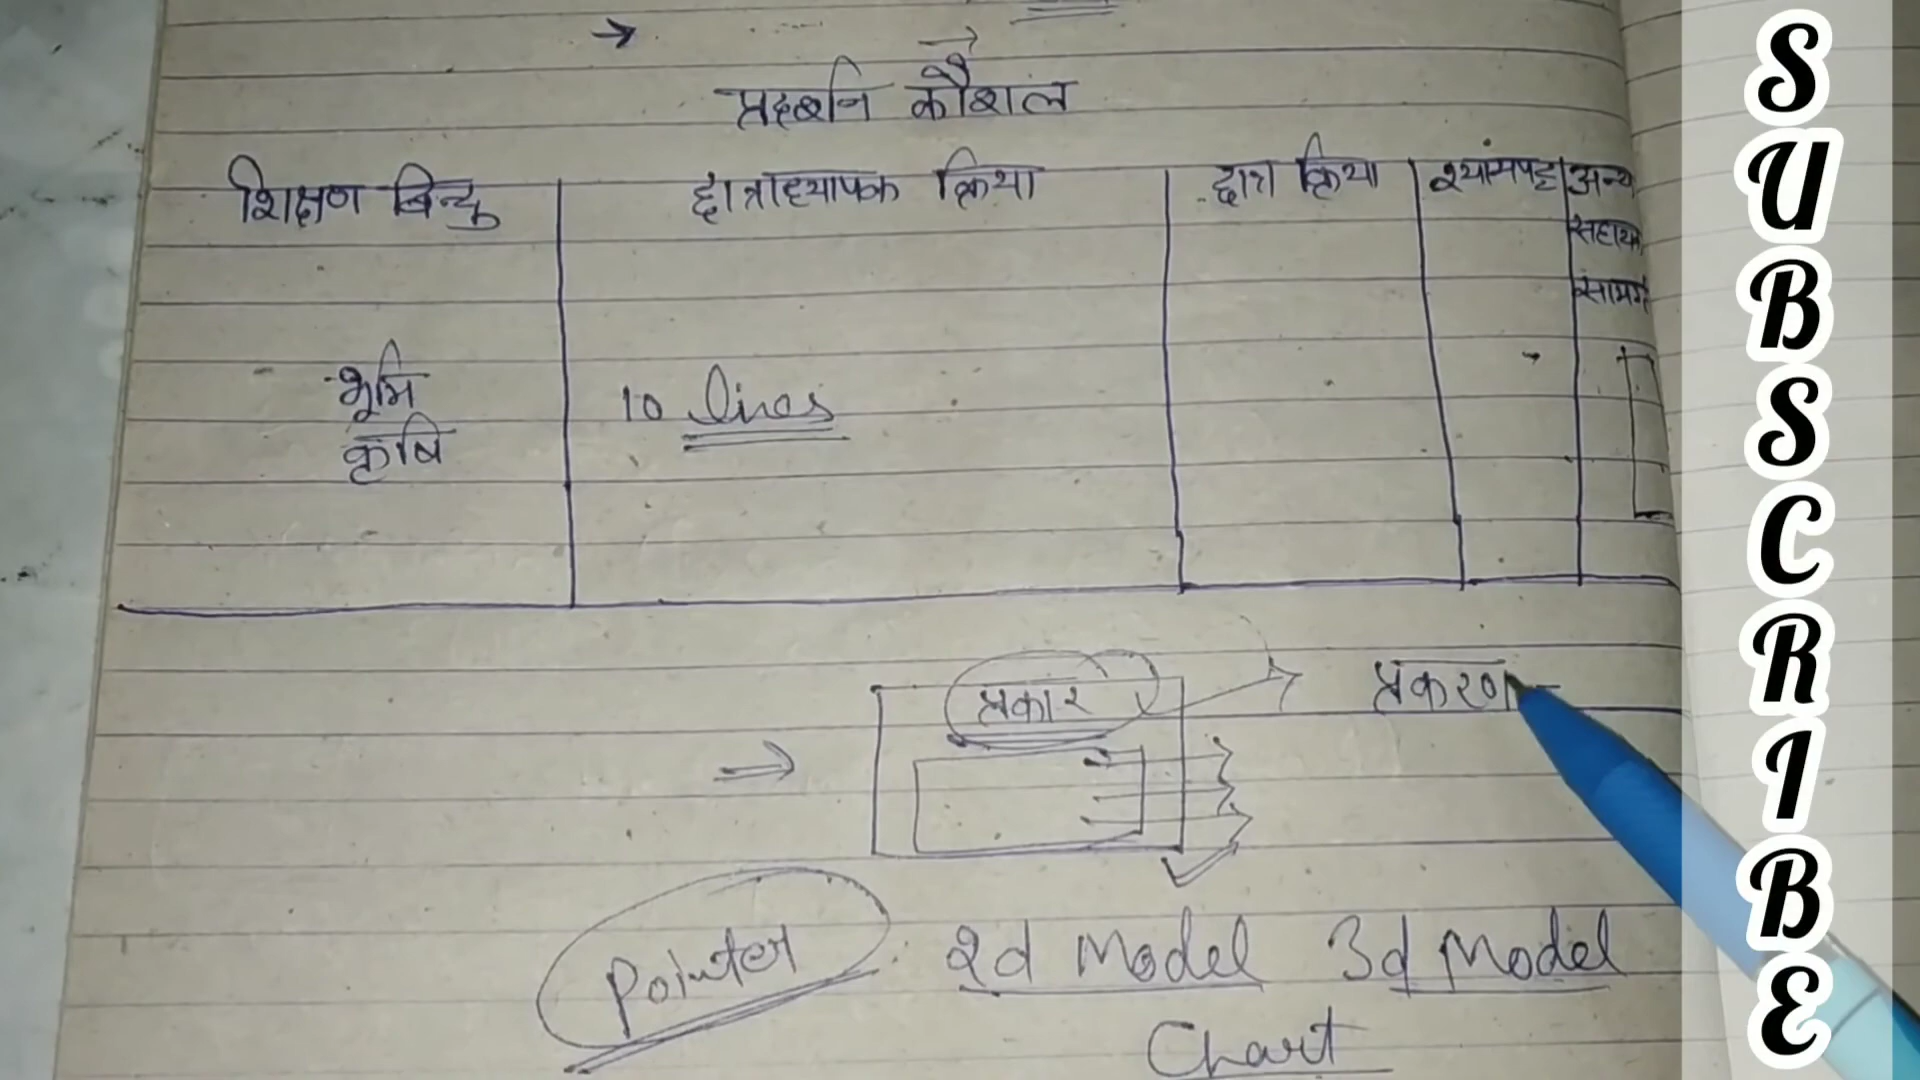 प्रदर्शन कौशल
शिक्षण बिन्दु छात्राध्यापक क्रिया छात्र क्रिया श्यामपट्ट अन्य
सहायक
सामग्री
भूमि
कृषि
10 lines
प्रकार
प्रकरण
Pointer 2d Model 3d Model
Chart
SUBSCRIBE